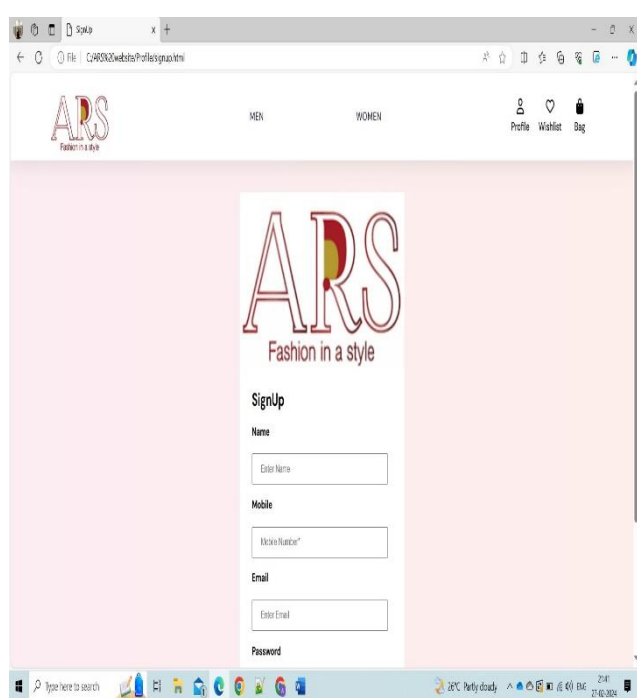 SignUp
File C:/ARS%20website/Profile/signup.html
ARS
Fashion in a style
MEN WOMEN
Profile Wishlist Bag
ARS
Fashion in a style
SignUp
Name
Enter Name
Mobile
Mobile Number*
Email
Enter Email
Password
Type here to search 26°C Partly cloudy ENG 21:41
27-02-2024